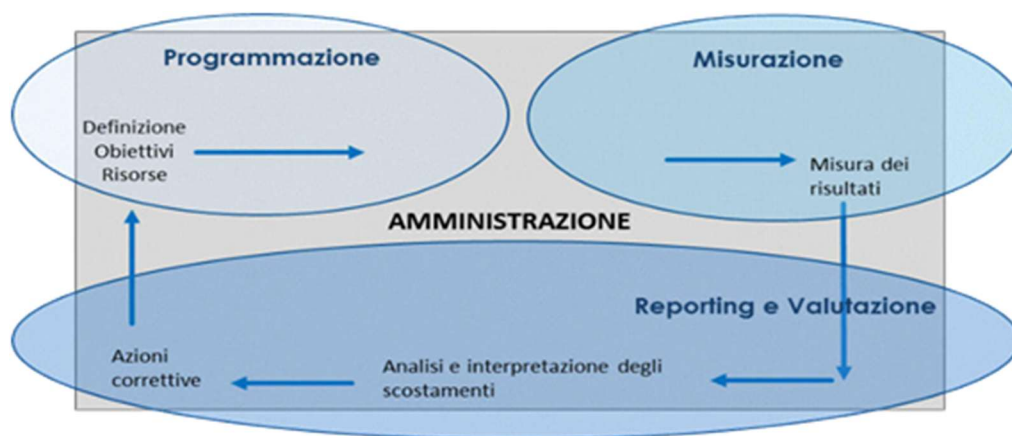 Programmazione
Misurazione
Definizione
Obiettivi
Risorse
Misura dei
risultati
AMMINISTRAZIONE
Reporting e Valutazione
Azioni
correttive
Analisi e interpretazione degli
scostamenti